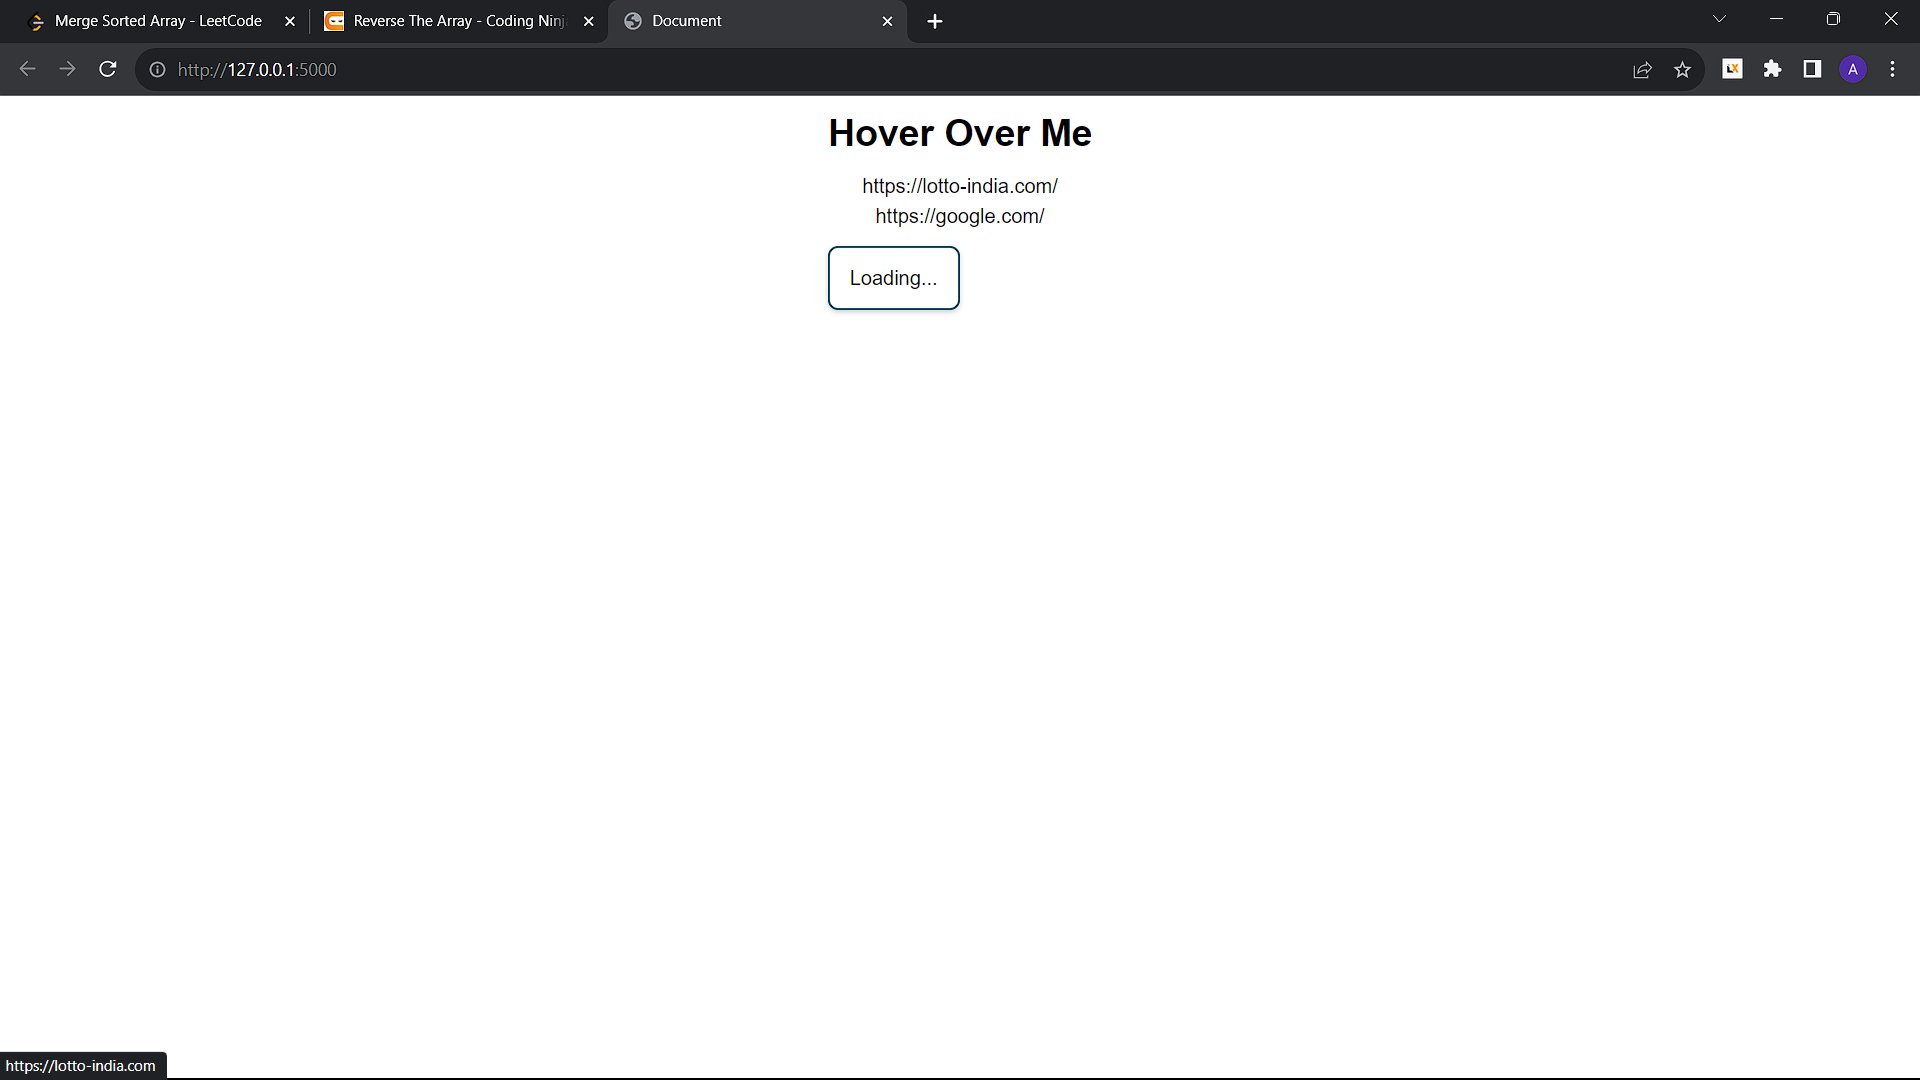 Merge Sorted Array - LeetCode
Reverse The Array - Coding Ninj
Document
http://127.0.0.1:5000
A
Hover Over Me
https://lotto-india.com/
https://google.com/
Loading...
https://lotto-india.com